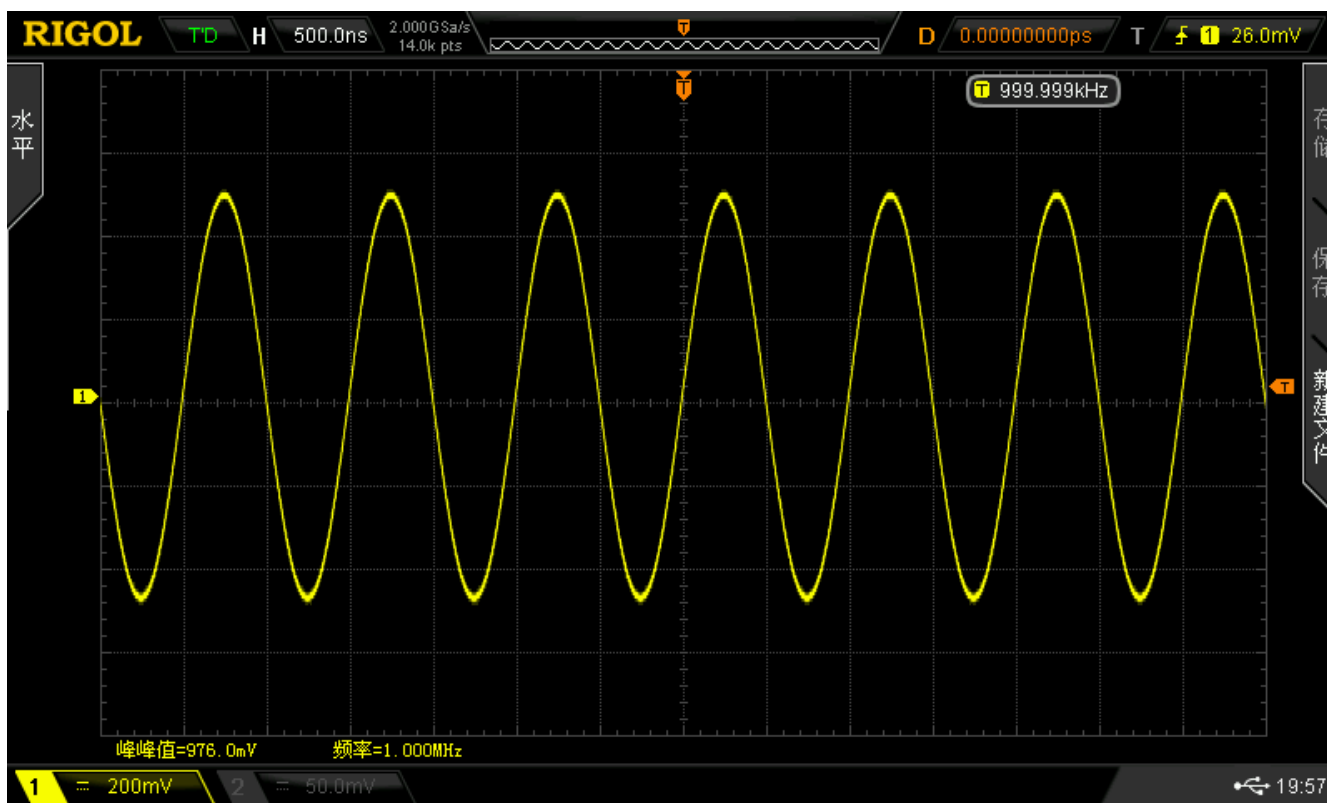 RIGOL T'D H 500.0ns 2.000GSa/s D 0.00000000ps T 1 26.0mV
14.0k pts
T
T 999.999kHz
水平
存储
保存
新建文件
1
T
峰峰值=976.0mV 频率=1.000MHz
1 200mV 2 50.0mV 19:57